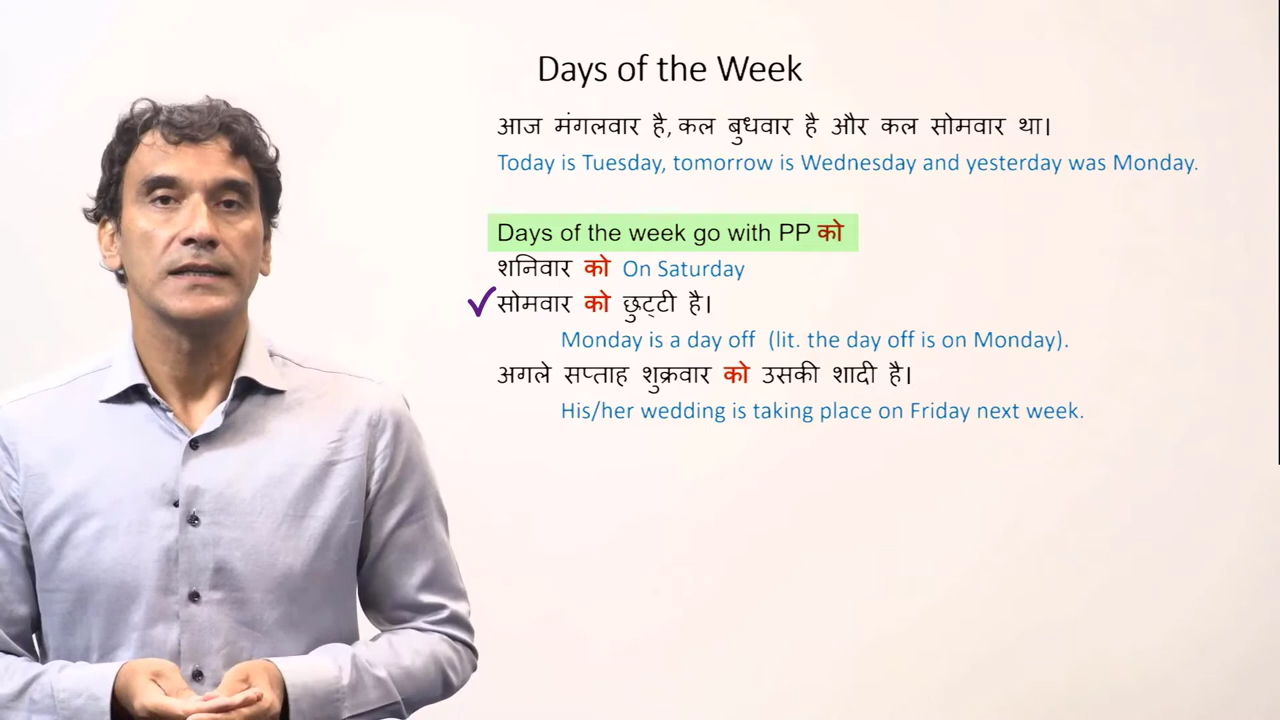 Days of the Week
आज मंगलवार है, कल बुधवार है और कल सोमवार था।
Today is Tuesday, tomorrow is Wednesday and yesterday was Monday.
Days of the week go with PP को
शनिवार को On Saturday
सोमवार को छुट्टी है।
Monday is a day off (lit. the day off is on Monday).
अगले सप्ताह शुक्रवार को उसकी शादी है।
His/her wedding is taking place on Friday next week.